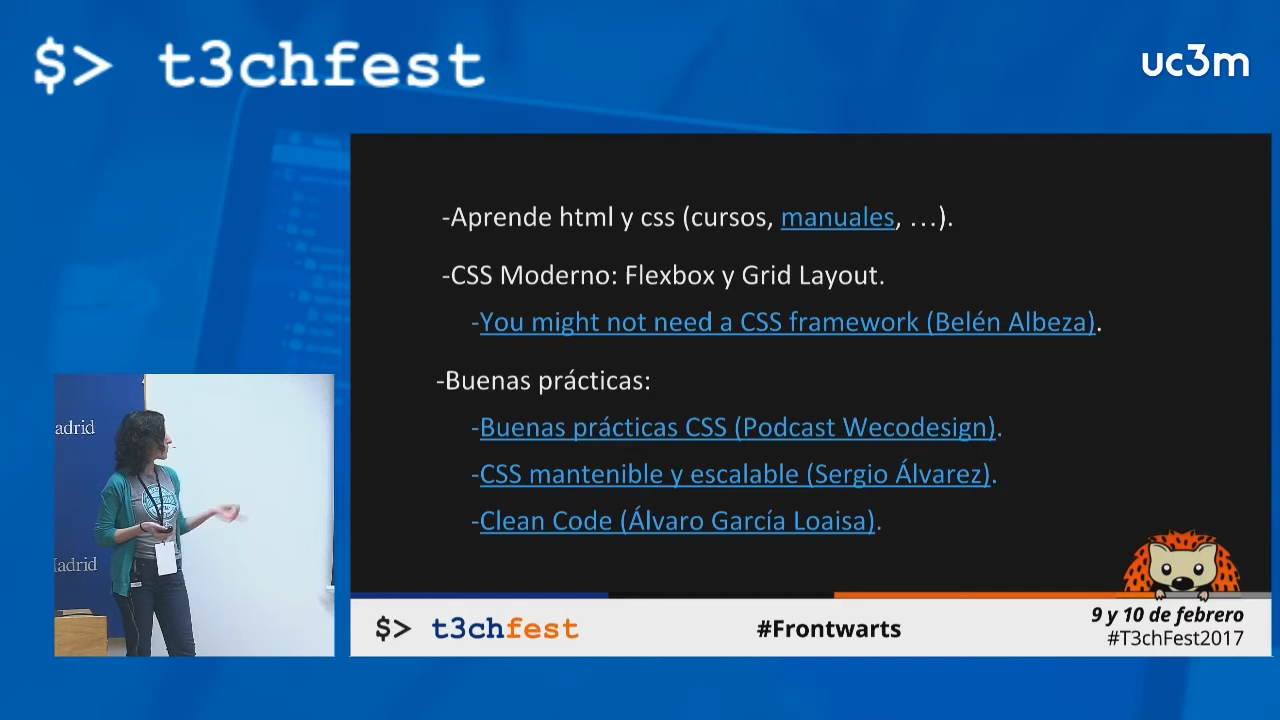 $> t3chfest
uc3m
-Aprende html y css (cursos, manuales, ...).
-CSS Moderno: Flexbox y Grid Layout.
-You might not need a CSS framework (Belén Albeza).
-Buenas prácticas:
-Buenas prácticas CSS (Podcast Wecodesign).
-CSS mantenible y escalable (Sergio Álvarez).
-Clean Code (Álvaro García Loaisa).
adrid
adrid
$> t3chfest
#Frontwarts
9 y 10 de febrero
#T3chFest2017